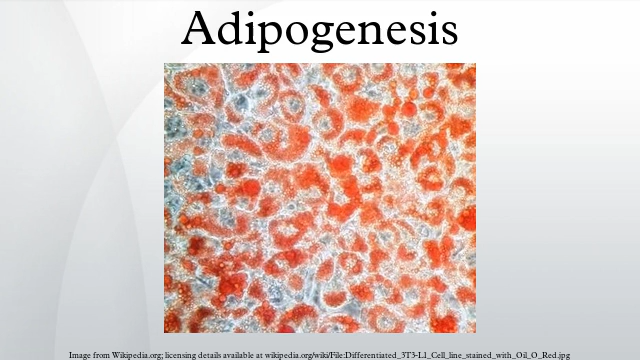 Adipogenesis
Image from Wikipedia.org; licensing details available at wikipedia.org/wiki/File:Differentiated_3T3-L1_Cell_line_stained_with_Oil_O_Red.jpg